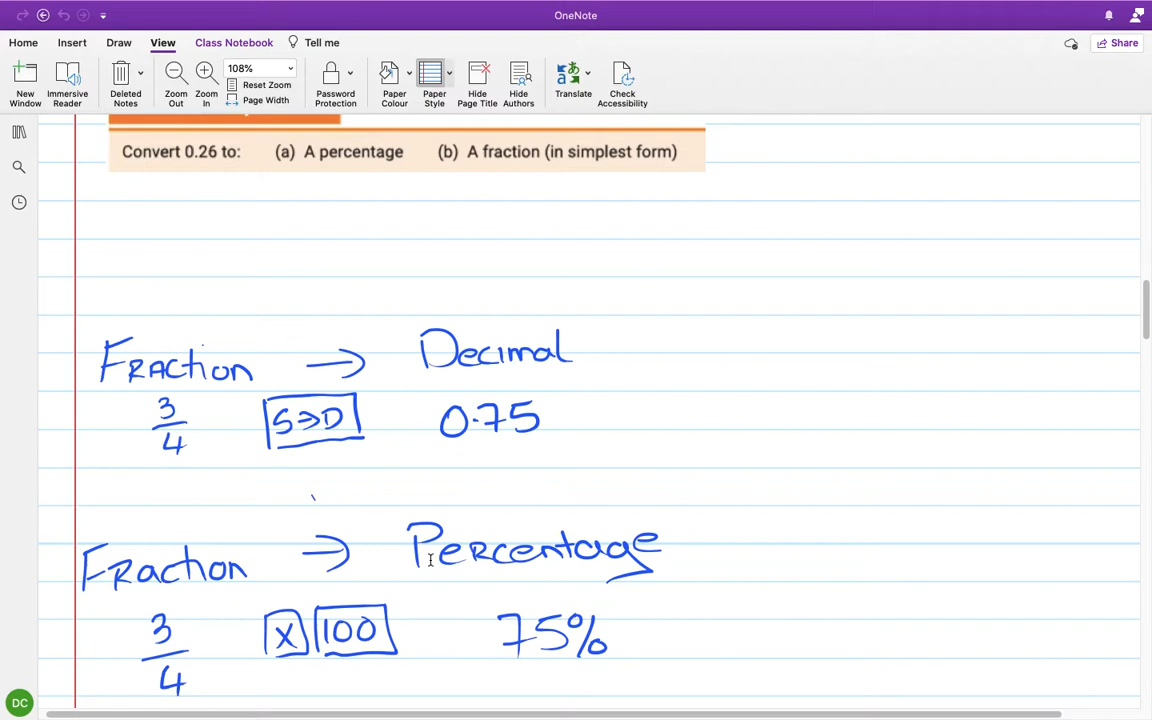 OneNote
Home Insert Draw View Class Notebook Tell me
Share
New Window
Immersive Reader
Deleted Notes
Zoom Out
Zoom In
108%
Reset Zoom
Page Width
Password Protection
Paper Colour
Paper Style
Hide Page Title
Hide Authors
Translate
Check Accessibility
Convert 0.26 to: (a) A percentage (b) A fraction (in simplest form)
Fraction → Decimal
3/4 S⇒D 0.75
Fraction → Percentage
3/4 x 100 75%
DC